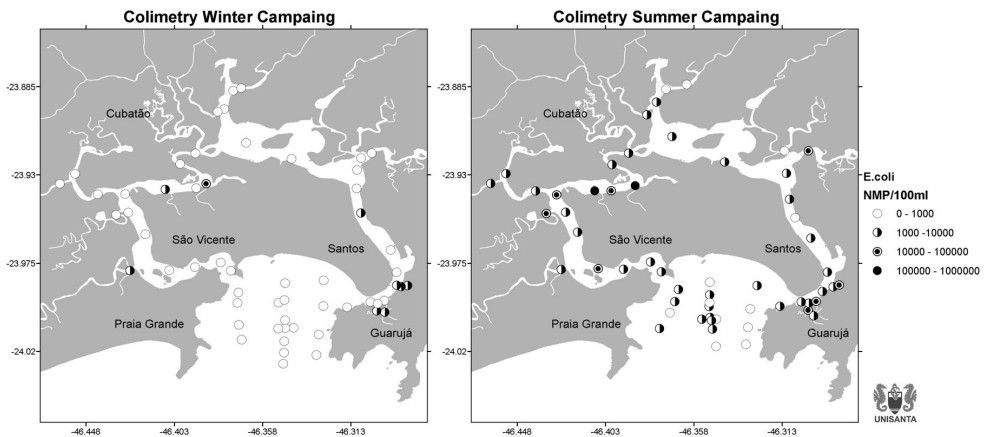 Colimetry Winter Campaing
Colimetry Summer Campaing
-23.885
-23.93
-23.975
-24.02
Cubatão
São Vicente
Santos
Praia Grande
Guarujá
-46.448
-46.403
-46.358
-46.313
-23.885
-23.93
-23.975
-24.02
Cubatão
São Vicente
Santos
Praia Grande
Guarujá
-46.448
-46.403
-46.358
-46.313
E.coli
NMP/100ml
0 - 1000
1000 -10000
10000 - 100000
100000 - 1000000
UNISANTA